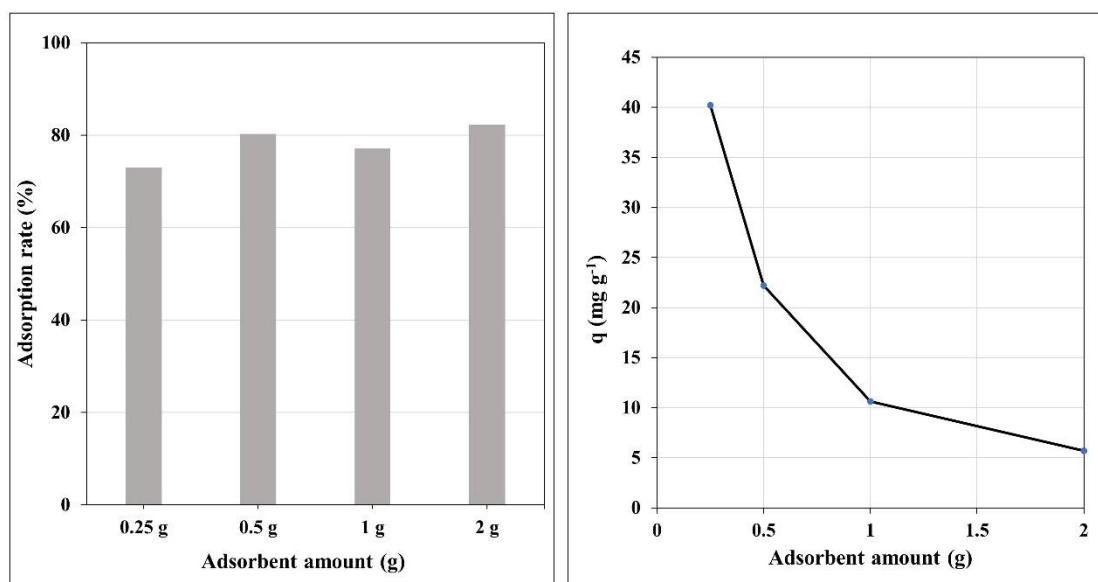 Adsorption rate (%)
100
80
60
40
20
0
0.25 g 0.5 g 1 g 2 g
Adsorbent amount (g)
q (mg g⁻¹)
45
40
35
30
25
20
15
10
5
0
0 0.5 1 1.5 2
Adsorbent amount (g)